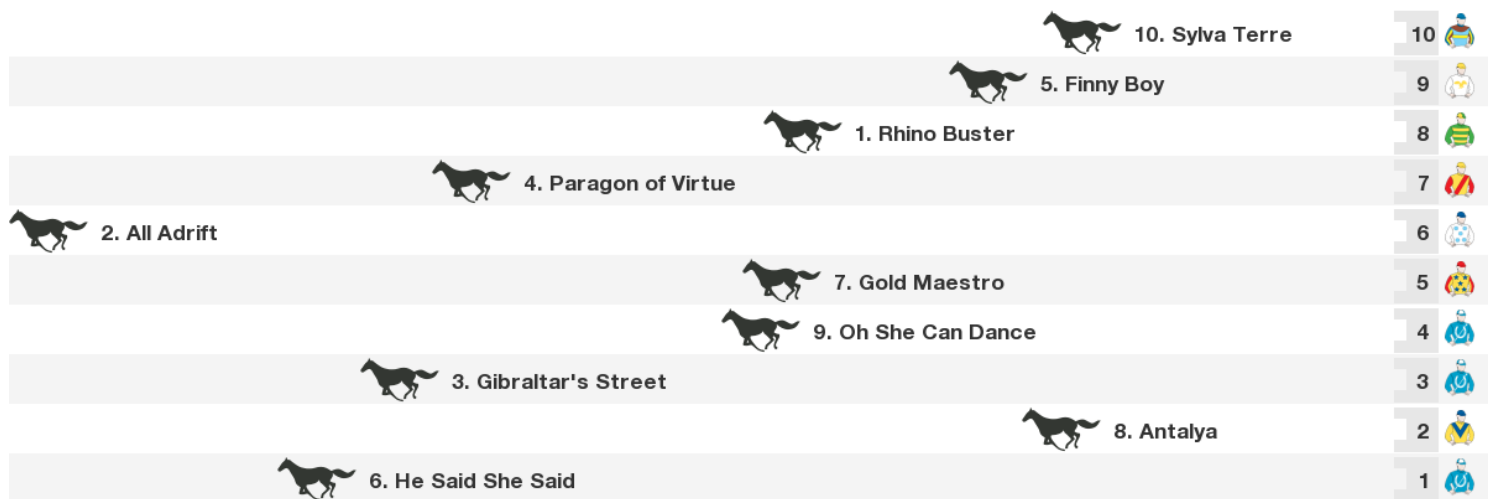 10. Sylva Terre 10
5. Finny Boy 9
1. Rhino Buster 8
4. Paragon of Virtue 7
2. All Adrift 6
7. Gold Maestro 5
9. Oh She Can Dance 4
3. Gibraltar's Street 3
8. Antalya 2
6. He Said She Said 1